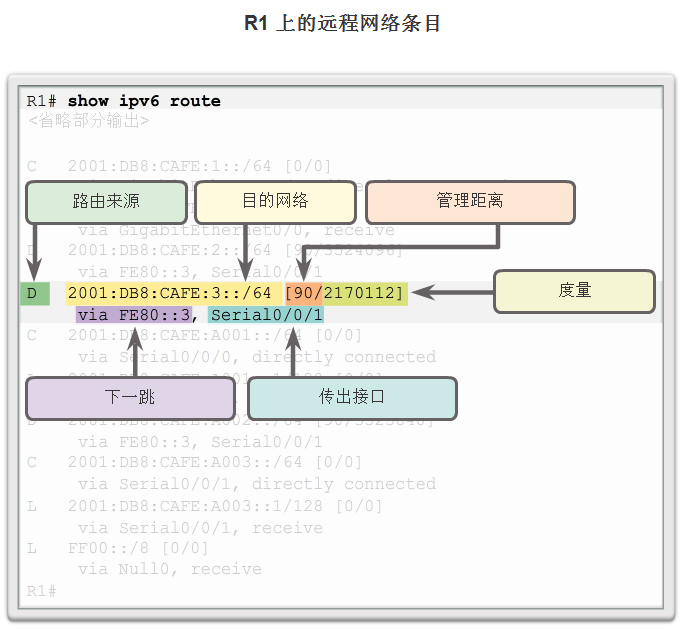 R1 上的远程网络条目
R1# show ipv6 route
<省略部分输出>
C 2001:DB8:CAFE:1::/64 [0/0]
路由来源 目的网络 管理距离
via GigabitEthernet0/0, receive
D 2001:DB8:CAFE:2::/64 [90/3524096]
via FE80::3, Serial0/0/1
D 2001:DB8:CAFE:3::/64 [90/2170112] 度量
via FE80::3, Serial0/0/1
C 2001:DB8:CAFE:A001::/64 [0/0]
via Serial0/0/0, directly connected
下一跳 传出接口
via FE80::3, Serial0/0/1
C 2001:DB8:CAFE:A003::/64 [0/0]
via Serial0/0/1, directly connected
L 2001:DB8:CAFE:A003::1/128 [0/0]
via Serial0/0/1, receive
L FF00::/8 [0/0]
via Null0, receive
R1#